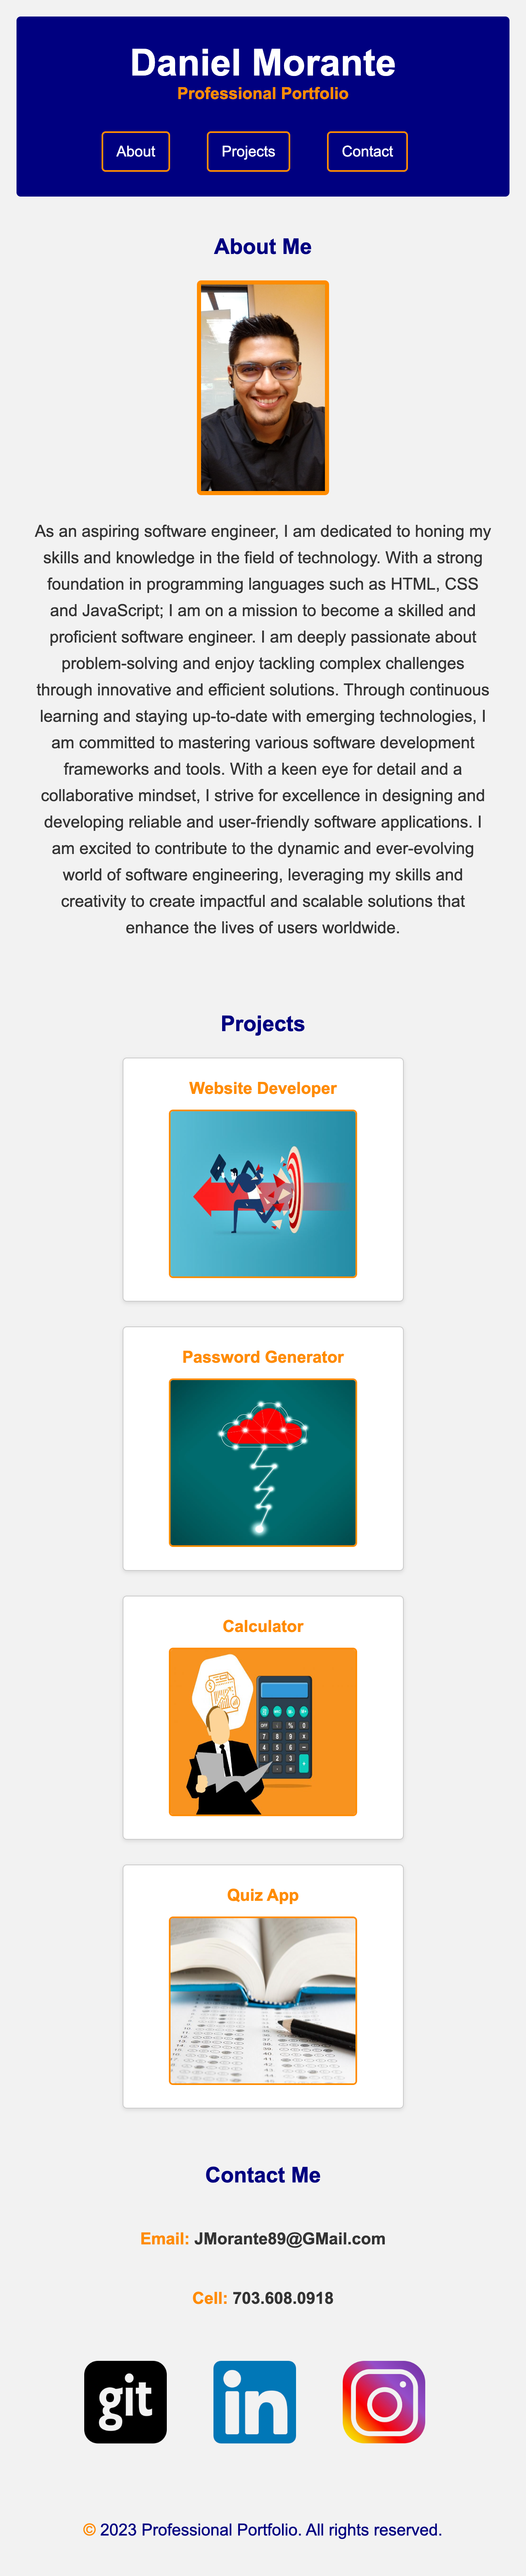 Daniel Morante
Professional Portfolio
About
Projects
Contact
About Me
As an aspiring software engineer, I am dedicated to honing my
skills and knowledge in the field of technology. With a strong
foundation in programming languages such as HTML, CSS
and JavaScript; I am on a mission to become a skilled and
proficient software engineer. I am deeply passionate about
problem-solving and enjoy tackling complex challenges
through innovative and efficient solutions. Through continuous
learning and staying up-to-date with emerging technologies, I
am committed to mastering various software development
frameworks and tools. With a keen eye for detail and a
collaborative mindset, I strive for excellence in designing and
developing reliable and user-friendly software applications. I
am excited to contribute to the dynamic and ever-evolving
world of software engineering, leveraging my skills and
creativity to create impactful and scalable solutions that
enhance the lives of users worldwide.
Projects
Website Developer
Password Generator
Calculator
Quiz App
Contact Me
Email: JMorante89@GMail.com
Cell: 703.608.0918
git
in
© 2023 Professional Portfolio. All rights reserved.